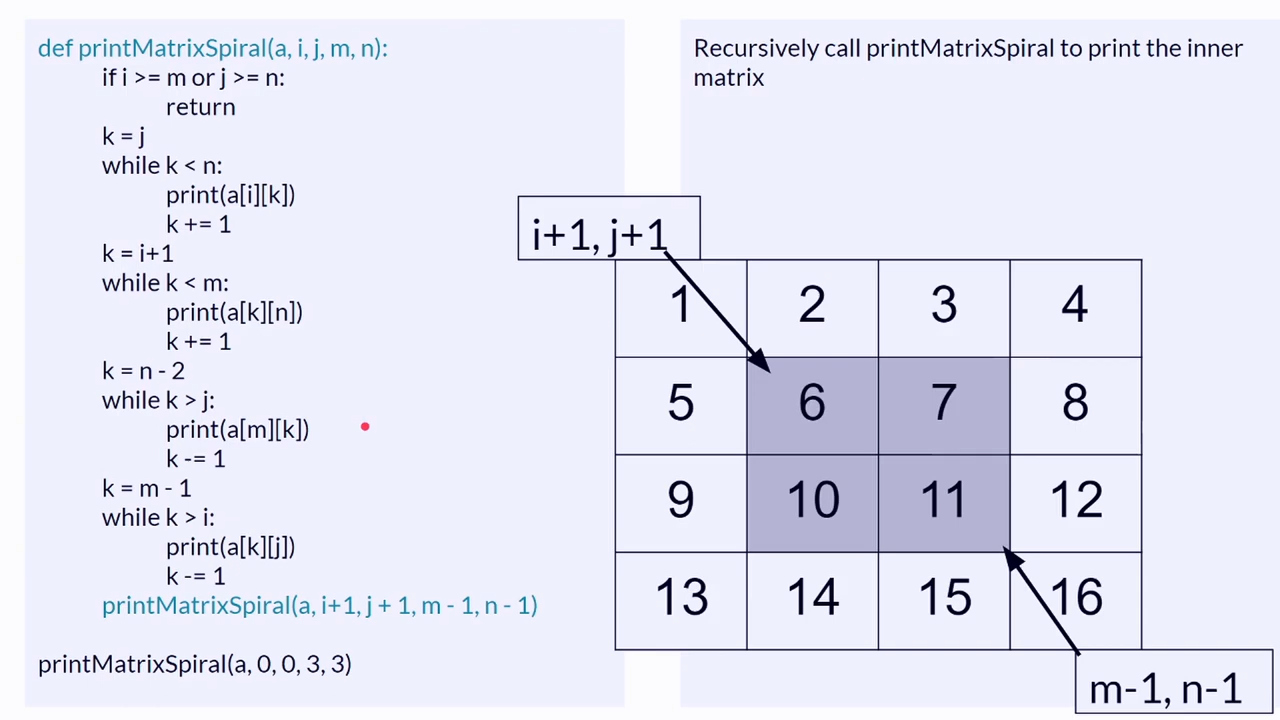 def printMatrixSpiral(a, i, j, m, n):
if i >= m or j >= n:
return
k = j
while k < n:
print(a[i][k])
k += 1
k = i+1
while k < m:
print(a[k][n])
k += 1
k = n - 2
while k > j:
print(a[m][k])
k -= 1
k = m - 1
while k > i:
print(a[k][j])
k -= 1
printMatrixSpiral(a, i+1, j + 1, m - 1, n - 1)
printMatrixSpiral(a, 0, 0, 3, 3)
Recursively call printMatrixSpiral to print the inner
matrix
i+1, j+1
1 2 3 4
5 6 7 8
9 10 11 12
13 14 15 16
m-1, n-1